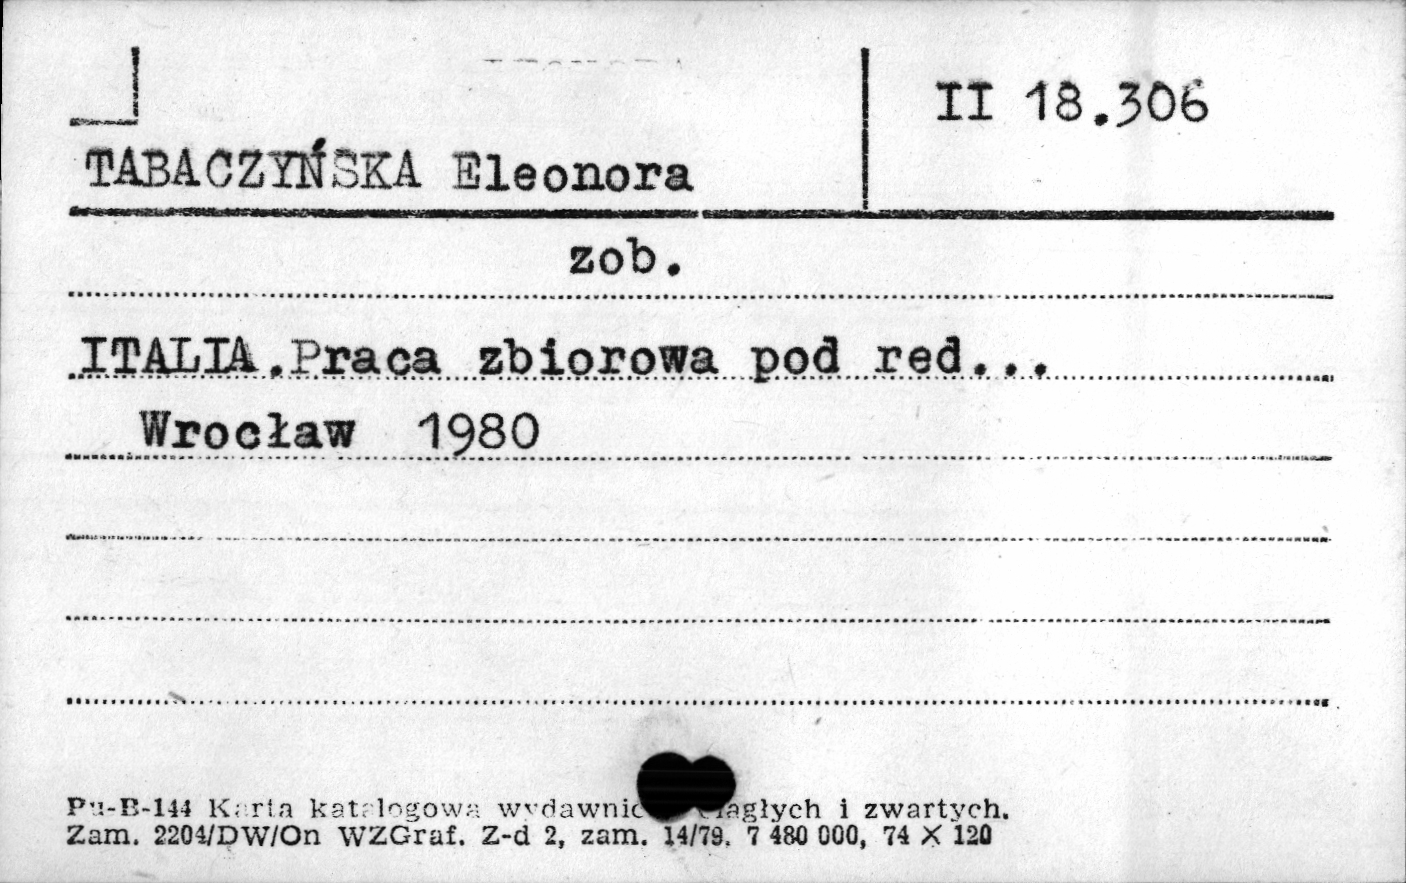 II 18.306
TABACZYŃSKA Eleonora
zob.
ITALIA.Praca zbiorowa pod red...
Wrocław 1980
Pu-B-144 Karta katalogowa wydawnic ciągłych i zwartych.
Zam. 2204/DW/On WZGraf. Z-d 2, zam. 14/79. 7 480 000, 74 X 120